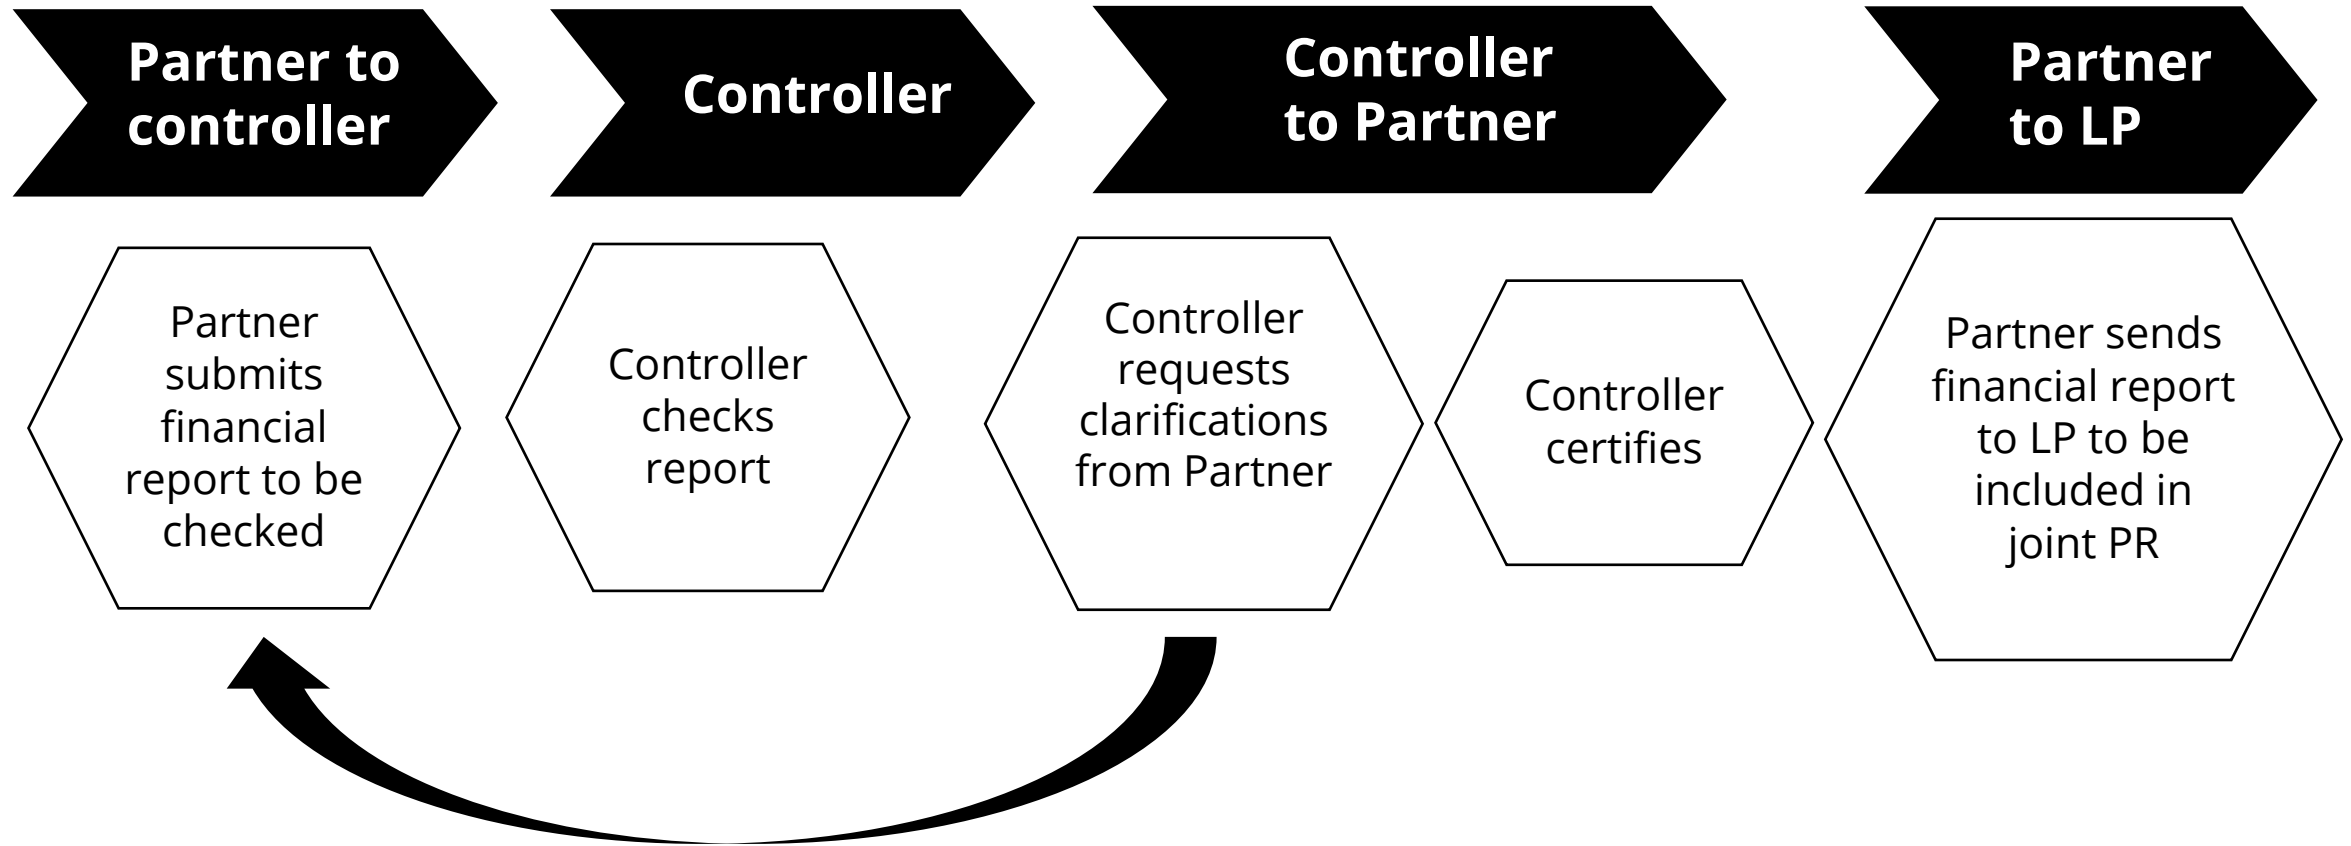 Partner to
controller
Controller
Controller
to Partner
Partner
to LP
Partner
submits
financial
report to be
checked
Controller
checks
report
Controller
requests
clarifications
from Partner
Controller
certifies
Partner sends
financial report
to LP to be
included in
joint PR